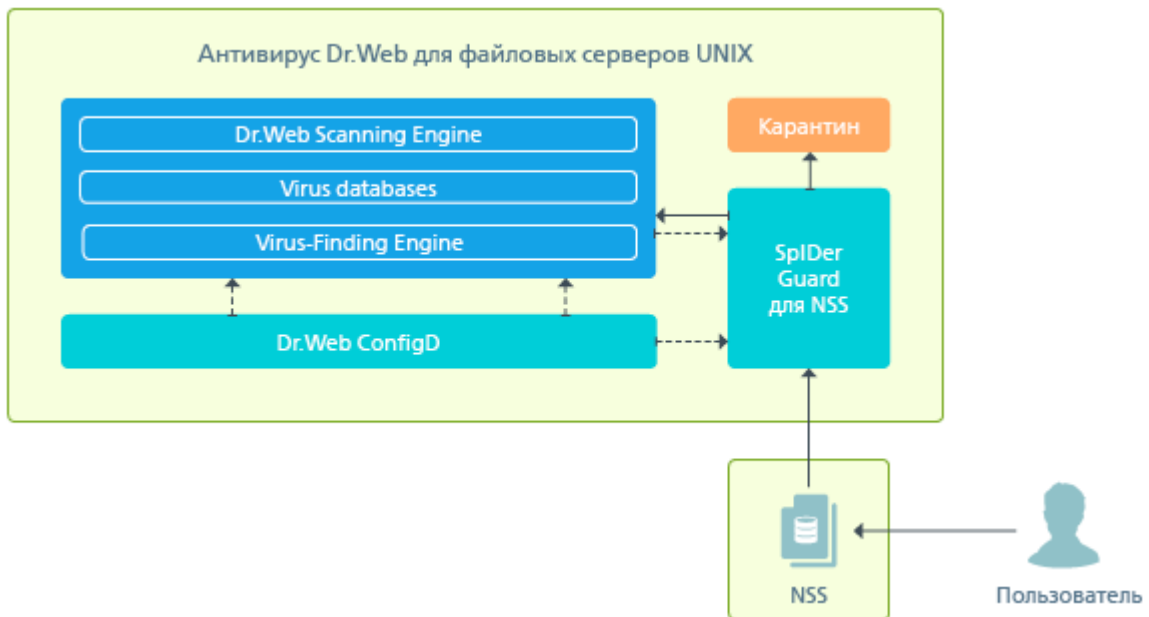 Антивирус Dr.Web для файловых серверов UNIX
Dr.Web Scanning Engine
Virus databases
Virus-Finding Engine
Dr.Web ConfigD
Карантин
SpIDer
Guard
для NSS
NSS
Пользователь